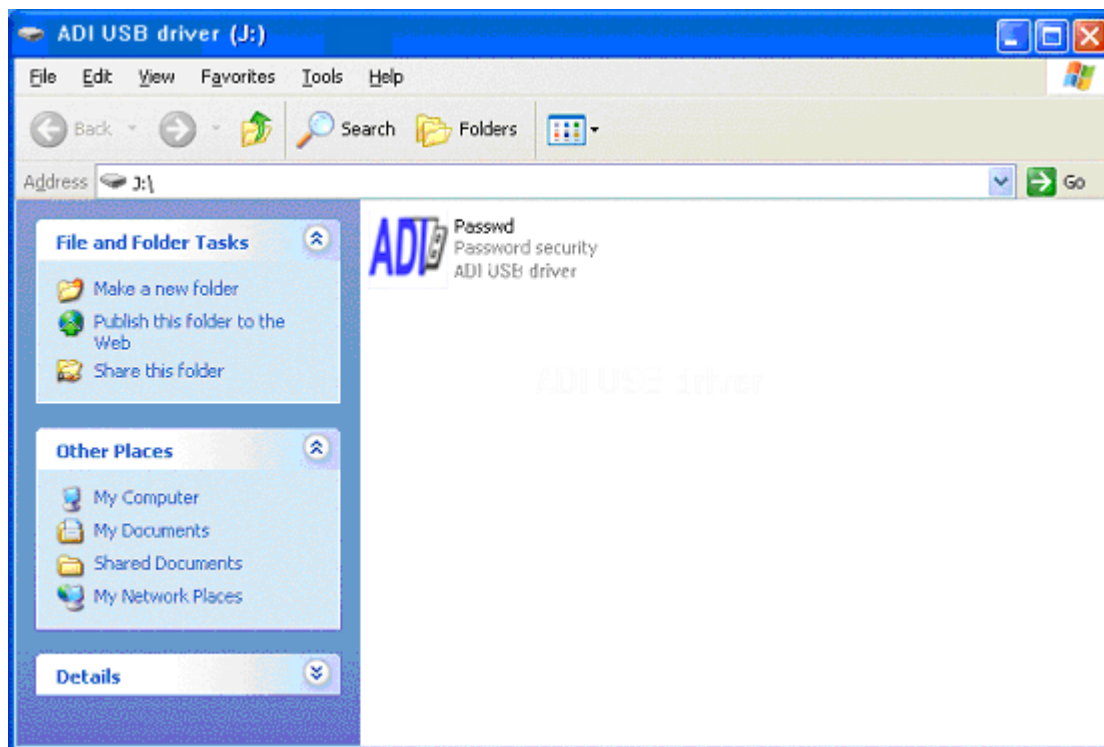 ADI USB driver (J:)
File Edit View Favorites Tools Help
Back Search Folders
Address J:\ Go
File and Folder Tasks
Make a new folder
Publish this folder to the
Web
Share this folder
Other Places
My Computer
My Documents
Shared Documents
My Network Places
Details
ADI
Passwd
Password security
ADI USB driver
ADI USB driver